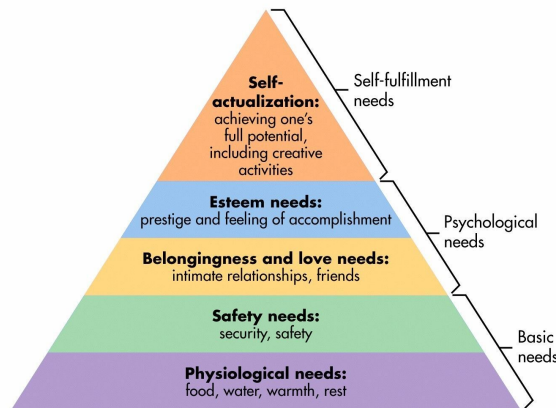 Self-
actualization:
achieving one's
full potential,
including creative
activities
Self-fulfillment
needs
Esteem needs:
prestige and feeling of accomplishment
Psychological
needs
Belongingness and love needs:
intimate relationships, friends
Safety needs:
security, safety
Basic
needs
Physiological needs:
food, water, warmth, rest